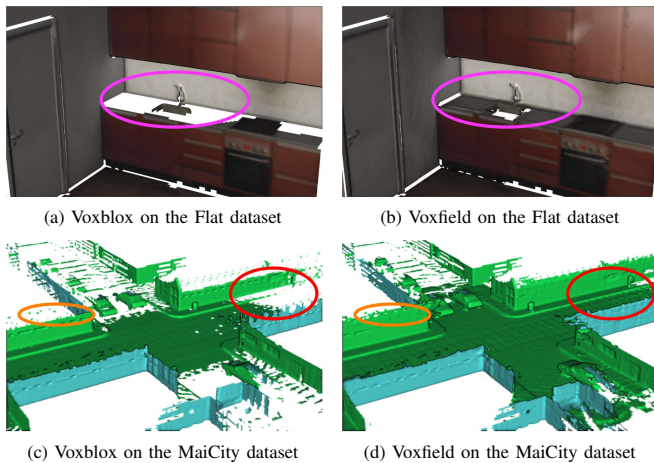 (a) Voxblox on the Flat dataset
(b) Voxfield on the Flat dataset
(c) Voxblox on the MaiCity dataset
(d) Voxfield on the MaiCity dataset